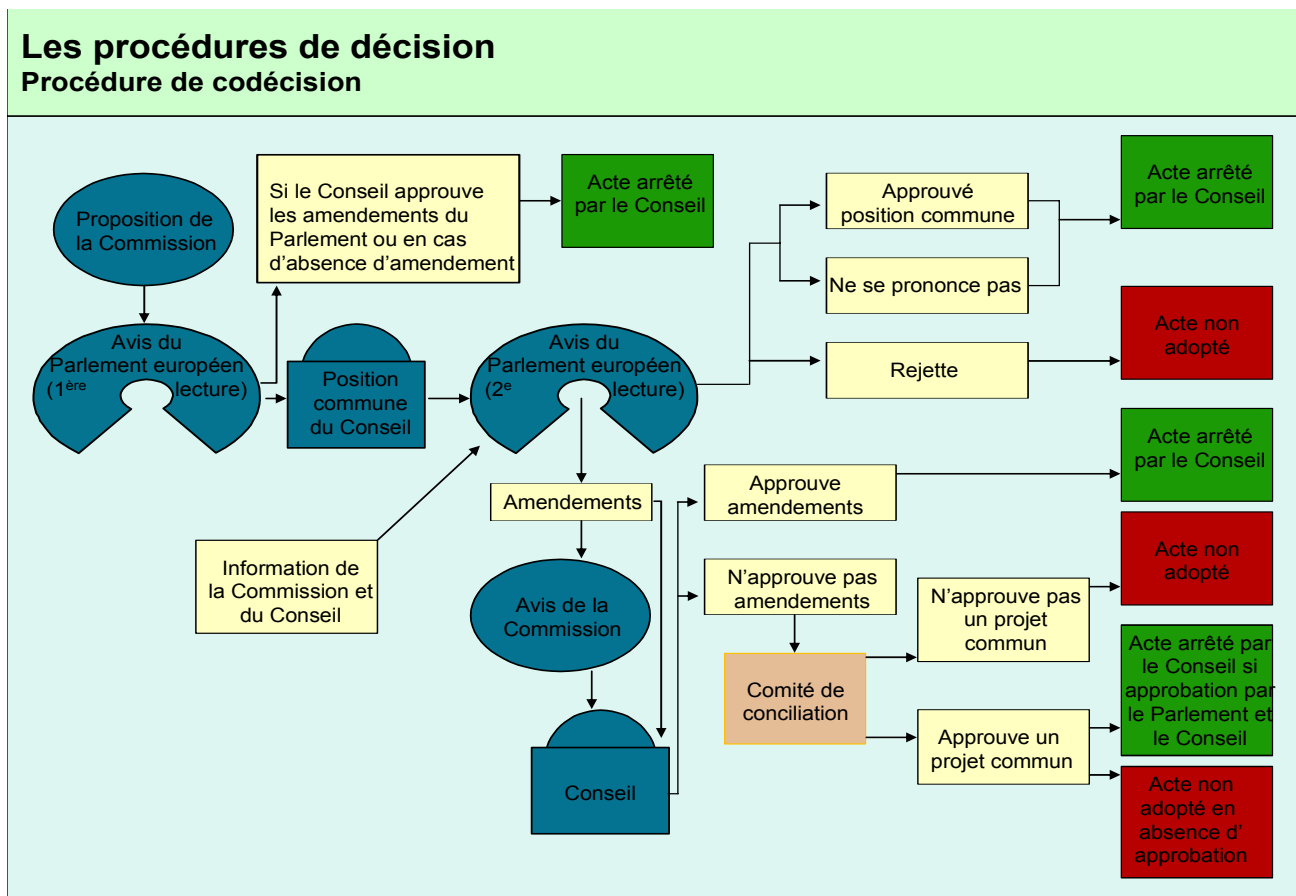 Les procédures de décision
Procédure de codécision
Proposition de
la Commission
Si le Conseil approuve
les amendements du
Parlement ou en cas
d'absence d'amendement
Acte arrêté
par le Conseil
Avis du
Parlement européen
(1ère lecture)
Position
commune
du Conseil
Avis du
Parlement européen
(2e lecture)
Approuvé
position commune
Ne se prononce pas
Acte arrêté
par le Conseil
Rejette
Acte non
adopté
Information de
la Commission et
du Conseil
Amendements
Avis de la
Commission
Conseil
Approuve
amendements
Acte arrêté
par le Conseil
N'approuve pas
amendements
Comité de
conciliation
N'approuve pas
un projet
commun
Acte non
adopté
Approuve un
projet commun
Acte arrêté par
le Conseil si
approbation par
le Parlement et
le Conseil
Acte non
adopté en
absence d'
approbation